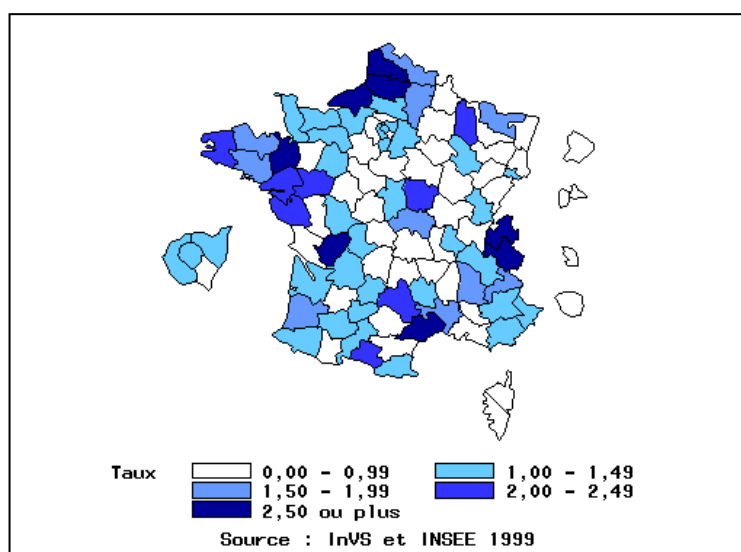 Taux 0,00 - 0,99 1,00 - 1,49
1,50 - 1,99 2,00 - 2,49
2,50 ou plus
Source : InVS et INSEE 1999